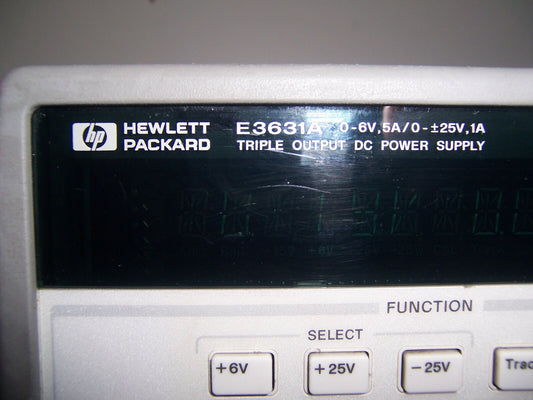 hp HEWLETT PACKARD
E3631A 0-6V,5A/0-±25V,1A
TRIPLE OUTPUT DC POWER SUPPLY
FUNCTION
SELECT
+6V +25V -25V Trac